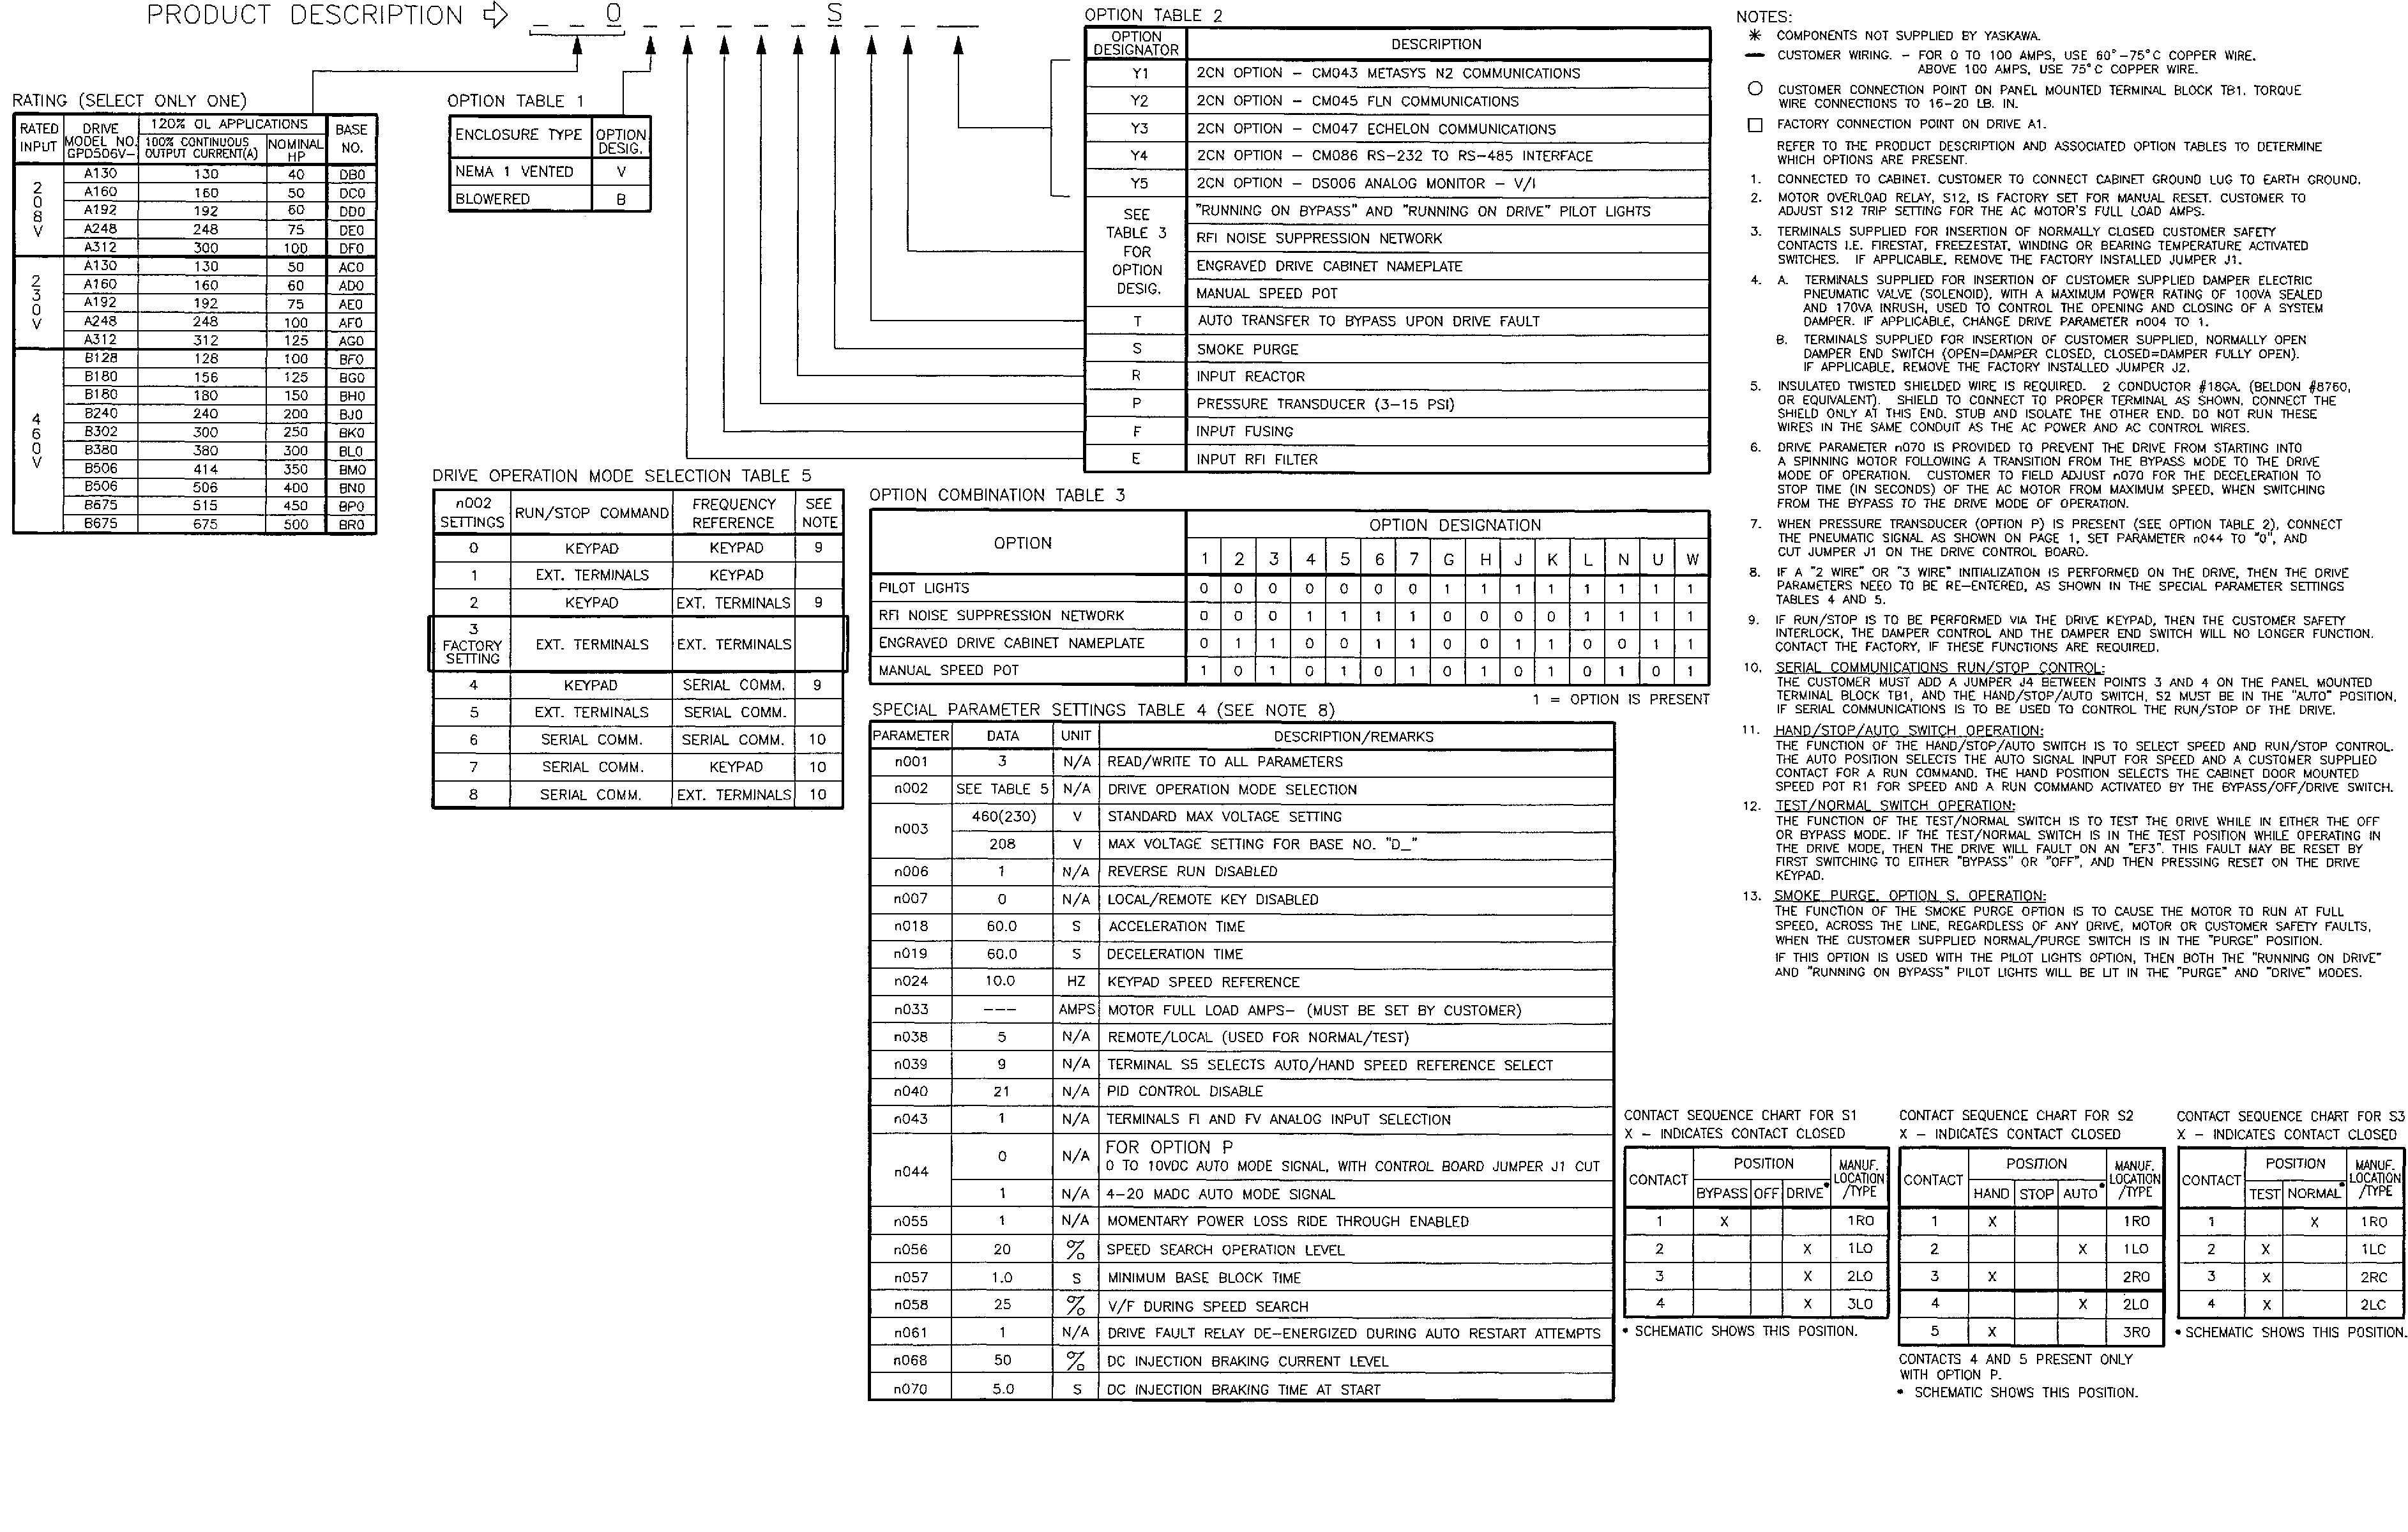 PRODUCT DESCRIPTION ⇨ _ _ 0 _ _ _ _ _ S _ _ __
RATING (SELECT ONLY ONE)
RATED INPUT | DRIVE MODEL NO. GPD506V- | 120% OL APPLICATIONS | BASE NO.
100% CONTINUOUS OUTPUT CURRENT(A) | NOMINAL HP
208V
A130 130 40 DB0
A160 160 50 DC0
A192 192 60 DD0
A248 248 75 DE0
A312 300 100 DF0
230V
A130 130 50 AC0
A160 160 60 AD0
A192 192 75 AE0
A248 248 100 AF0
A312 312 125 AG0
460V
B128 128 100 BF0
B180 156 125 BG0
B180 180 150 BH0
B240 240 200 BJ0
B302 300 250 BK0
B380 380 300 BL0
B506 414 350 BM0
B506 506 400 BN0
B675 515 450 BP0
B675 675 500 BR0
OPTION TABLE 1
ENCLOSURE TYPE | OPTION DESIG.
NEMA 1 VENTED V
BLOWERED B
OPTION TABLE 2
OPTION DESIGNATOR | DESCRIPTION
Y1 2CN OPTION - CM043 METASYS N2 COMMUNICATIONS
Y2 2CN OPTION - CM045 FLN COMMUNICATIONS
Y3 2CN OPTION - CM047 ECHELON COMMUNICATIONS
Y4 2CN OPTION - CM086 RS-232 TO RS-485 INTERFACE
Y5 2CN OPTION - DS006 ANALOG MONITOR - V/I
SEE TABLE 3 FOR OPTION DESIG.
"RUNNING ON BYPASS" AND "RUNNING ON DRIVE" PILOT LIGHTS
RFI NOISE SUPPRESSION NETWORK
ENGRAVED DRIVE CABINET NAMEPLATE
MANUAL SPEED POT
T AUTO TRANSFER TO BYPASS UPON DRIVE FAULT
S SMOKE PURGE
R INPUT REACTOR
P PRESSURE TRANSDUCER (3-15 PSI)
F INPUT FUSING
E INPUT RFI FILTER
DRIVE OPERATION MODE SELECTION TABLE 5
n002 SETTINGS | RUN/STOP COMMAND | FREQUENCY REFERENCE | SEE NOTE
0 KEYPAD KEYPAD 9
1 EXT. TERMINALS KEYPAD
2 KEYPAD EXT. TERMINALS 9
3 FACTORY SETTING EXT. TERMINALS EXT. TERMINALS
4 KEYPAD SERIAL COMM. 9
5 EXT. TERMINALS SERIAL COMM.
6 SERIAL COMM. SERIAL COMM. 10
7 SERIAL COMM. KEYPAD 10
8 SERIAL COMM. EXT. TERMINALS 10
OPTION COMBINATION TABLE 3
OPTION | OPTION DESIGNATION
1 2 3 4 5 6 7 G H J K L N U W
PILOT LIGHTS 0 0 0 0 0 0 0 1 1 1 1 1 1 1 1
RFI NOISE SUPPRESSION NETWORK 0 0 0 1 1 1 1 0 0 0 0 1 1 1 1
ENGRAVED DRIVE CABINET NAMEPLATE 0 1 1 0 0 1 1 0 0 1 1 0 0 1 1
MANUAL SPEED POT 1 0 1 0 1 0 1 0 1 0 1 0 1 0 1
1 = OPTION IS PRESENT
SPECIAL PARAMETER SETTINGS TABLE 4 (SEE NOTE 8)
PARAMETER | DATA | UNIT | DESCRIPTION/REMARKS
n001 3 N/A READ/WRITE TO ALL PARAMETERS
n002 SEE TABLE 5 N/A DRIVE OPERATION MODE SELECTION
n003 460(230) V STANDARD MAX VOLTAGE SETTING
208 V MAX VOLTAGE SETTING FOR BASE NO. "D_"
n006 1 N/A REVERSE RUN DISABLED
n007 0 N/A LOCAL/REMOTE KEY DISABLED
n018 60.0 S ACCELERATION TIME
n019 60.0 S DECELERATION TIME
n024 10.0 HZ KEYPAD SPEED REFERENCE
n033 --- AMPS MOTOR FULL LOAD AMPS- (MUST BE SET BY CUSTOMER)
n038 5 N/A REMOTE/LOCAL (USED FOR NORMAL/TEST)
n039 9 N/A TERMINAL S5 SELECTS AUTO/HAND SPEED REFERENCE SELECT
n040 21 N/A PID CONTROL DISABLE
n043 1 N/A TERMINALS FI AND FV ANALOG INPUT SELECTION
n044 0 N/A FOR OPTION P
0 TO 10VDC AUTO MODE SIGNAL, WITH CONTROL BOARD JUMPER J1 CUT
1 N/A 4-20 MADC AUTO MODE SIGNAL
n055 1 N/A MOMENTARY POWER LOSS RIDE THROUGH ENABLED
n056 20 % SPEED SEARCH OPERATION LEVEL
n057 1.0 S MINIMUM BASE BLOCK TIME
n058 25 % V/F DURING SPEED SEARCH
n061 1 N/A DRIVE FAULT RELAY DE-ENERGIZED DURING AUTO RESTART ATTEMPTS
n068 50 % DC INJECTION BRAKING CURRENT LEVEL
n070 5.0 S DC INJECTION BRAKING TIME AT START
NOTES:
✳ COMPONENTS NOT SUPPLIED BY YASKAWA.
— CUSTOMER WIRING. - FOR 0 TO 100 AMPS, USE 60°-75°C COPPER WIRE.
ABOVE 100 AMPS, USE 75°C COPPER WIRE.
○ CUSTOMER CONNECTION POINT ON PANEL MOUNTED TERMINAL BLOCK TB1. TORQUE
WIRE CONNECTIONS TO 16-20 LB. IN.
□ FACTORY CONNECTION POINT ON DRIVE A1.
REFER TO THE PRODUCT DESCRIPTION AND ASSOCIATED OPTION TABLES TO DETERMINE
WHICH OPTIONS ARE PRESENT.
1. CONNECTED TO CABINET. CUSTOMER TO CONNECT CABINET GROUND LUG TO EARTH GROUND.
2. MOTOR OVERLOAD RELAY, S12, IS FACTORY SET FOR MANUAL RESET. CUSTOMER TO
ADJUST S12 TRIP SETTING FOR THE AC MOTOR'S FULL LOAD AMPS.
3. TERMINALS SUPPLIED FOR INSERTION OF NORMALLY CLOSED CUSTOMER SAFETY
CONTACTS I.E. FIRESTAT, FREEZESTAT, WINDING OR BEARING TEMPERATURE ACTIVATED
SWITCHES. IF APPLICABLE, REMOVE THE FACTORY INSTALLED JUMPER J1.
4. A. TERMINALS SUPPLIED FOR INSERTION OF CUSTOMER SUPPLIED DAMPER ELECTRIC
PNEUMATIC VALVE (SOLENOID), WITH A MAXIMUM POWER RATING OF 100VA SEALED
AND 170VA INRUSH, USED TO CONTROL THE OPENING AND CLOSING OF A SYSTEM
DAMPER. IF APPLICABLE, CHANGE DRIVE PARAMETER n004 TO 1.
B. TERMINALS SUPPLIED FOR INSERTION OF CUSTOMER SUPPLIED, NORMALLY OPEN
DAMPER END SWITCH (OPEN=DAMPER CLOSED, CLOSED=DAMPER FULLY OPEN).
IF APPLICABLE, REMOVE THE FACTORY INSTALLED JUMPER J2.
5. INSULATED TWISTED SHIELDED WIRE IS REQUIRED. 2 CONDUCTOR #18GA. (BELDON #8760,
OR EQUIVALENT). SHIELD TO CONNECT TO PROPER TERMINAL AS SHOWN, CONNECT THE
SHIELD ONLY AT THIS END. STUB AND ISOLATE THE OTHER END. DO NOT RUN THESE
WIRES IN THE SAME CONDUIT AS THE AC POWER AND AC CONTROL WIRES.
6. DRIVE PARAMETER n070 IS PROVIDED TO PREVENT THE DRIVE FROM STARTING INTO
A SPINNING MOTOR FOLLOWING A TRANSITION FROM THE BYPASS MODE TO THE DRIVE
MODE OF OPERATION. CUSTOMER TO FIELD ADJUST n070 FOR THE DECELERATION TO
STOP TIME (IN SECONDS) OF THE AC MOTOR FROM MAXIMUM SPEED, WHEN SWITCHING
FROM THE BYPASS TO THE DRIVE MODE OF OPERATION.
7. WHEN PRESSURE TRANSDUCER (OPTION P) IS PRESENT (SEE OPTION TABLE 2), CONNECT
THE PNEUMATIC SIGNAL AS SHOWN ON PAGE 1, SET PARAMETER n044 TO "0", AND
CUT JUMPER J1 ON THE DRIVE CONTROL BOARD.
8. IF A "2 WIRE" OR "3 WIRE" INITIALIZATION IS PERFORMED ON THE DRIVE, THEN THE DRIVE
PARAMETERS NEED TO BE RE-ENTERED, AS SHOWN IN THE SPECIAL PARAMETER SETTINGS
TABLES 4 AND 5.
9. IF RUN/STOP IS TO BE PERFORMED VIA THE DRIVE KEYPAD, THEN THE CUSTOMER SAFETY
INTERLOCK, THE DAMPER CONTROL AND THE DAMPER END SWITCH WILL NO LONGER FUNCTION.
CONTACT THE FACTORY, IF THESE FUNCTIONS ARE REQUIRED.
10. SERIAL COMMUNICATIONS RUN/STOP CONTROL:
THE CUSTOMER MUST ADD A JUMPER J4 BETWEEN POINTS 3 AND 4 ON THE PANEL MOUNTED
TERMINAL BLOCK TB1, AND THE HAND/STOP/AUTO SWITCH, S2 MUST BE IN THE "AUTO" POSITION,
IF SERIAL COMMUNICATIONS IS TO BE USED TO CONTROL THE RUN/STOP OF THE DRIVE.
11. HAND/STOP/AUTO SWITCH OPERATION:
THE FUNCTION OF THE HAND/STOP/AUTO SWITCH IS TO SELECT SPEED AND RUN/STOP CONTROL.
THE AUTO POSITION SELECTS THE AUTO SIGNAL INPUT FOR SPEED AND A CUSTOMER SUPPLIED
CONTACT FOR A RUN COMMAND. THE HAND POSITION SELECTS THE CABINET DOOR MOUNTED
SPEED POT R1 FOR SPEED AND A RUN COMMAND ACTIVATED BY THE BYPASS/OFF/DRIVE SWITCH.
12. TEST/NORMAL SWITCH OPERATION:
THE FUNCTION OF THE TEST/NORMAL SWITCH IS TO TEST THE DRIVE WHILE IN EITHER THE OFF
OR BYPASS MODE. IF THE TEST/NORMAL SWITCH IS IN THE TEST POSITION WHILE OPERATING IN
THE DRIVE MODE, THEN THE DRIVE WILL FAULT ON AN "EF3". THIS FAULT MAY BE RESET BY
FIRST SWITCHING TO EITHER "BYPASS" OR "OFF", AND THEN PRESSING RESET ON THE DRIVE
KEYPAD.
13. SMOKE PURGE, OPTION S, OPERATION:
THE FUNCTION OF THE SMOKE PURGE OPTION IS TO CAUSE THE MOTOR TO RUN AT FULL
SPEED, ACROSS THE LINE, REGARDLESS OF ANY DRIVE, MOTOR OR CUSTOMER SAFETY FAULTS,
WHEN THE CUSTOMER SUPPLIED NORMAL/PURGE SWITCH IS IN THE "PURGE" POSITION.
IF THIS OPTION IS USED WITH THE PILOT LIGHTS OPTION, THEN BOTH THE "RUNNING ON DRIVE"
AND "RUNNING ON BYPASS" PILOT LIGHTS WILL BE LIT IN THE "PURGE" AND "DRIVE" MODES.
CONTACT SEQUENCE CHART FOR S1
X - INDICATES CONTACT CLOSED
CONTACT | POSITION | MANUF. LOCATION /TYPE
BYPASS OFF DRIVE•
1 X 1RO
2 X 1LO
3 X 2LO
4 X 3LO
• SCHEMATIC SHOWS THIS POSITION.
CONTACT SEQUENCE CHART FOR S2
X - INDICATES CONTACT CLOSED
CONTACT | POSITION | MANUF. LOCATION /TYPE
HAND STOP AUTO•
1 X 1RO
2 X 1LO
3 X 2RO
4 X 2LO
5 X 3RO
CONTACTS 4 AND 5 PRESENT ONLY
WITH OPTION P.
• SCHEMATIC SHOWS THIS POSITION.
CONTACT SEQUENCE CHART FOR S3
X - INDICATES CONTACT CLOSED
CONTACT | POSITION | MANUF. LOCATION /TYPE
TEST NORMAL•
1 X 1RO
2 X 1LC
3 X 2RC
4 X 2LC
• SCHEMATIC SHOWS THIS POSITION.